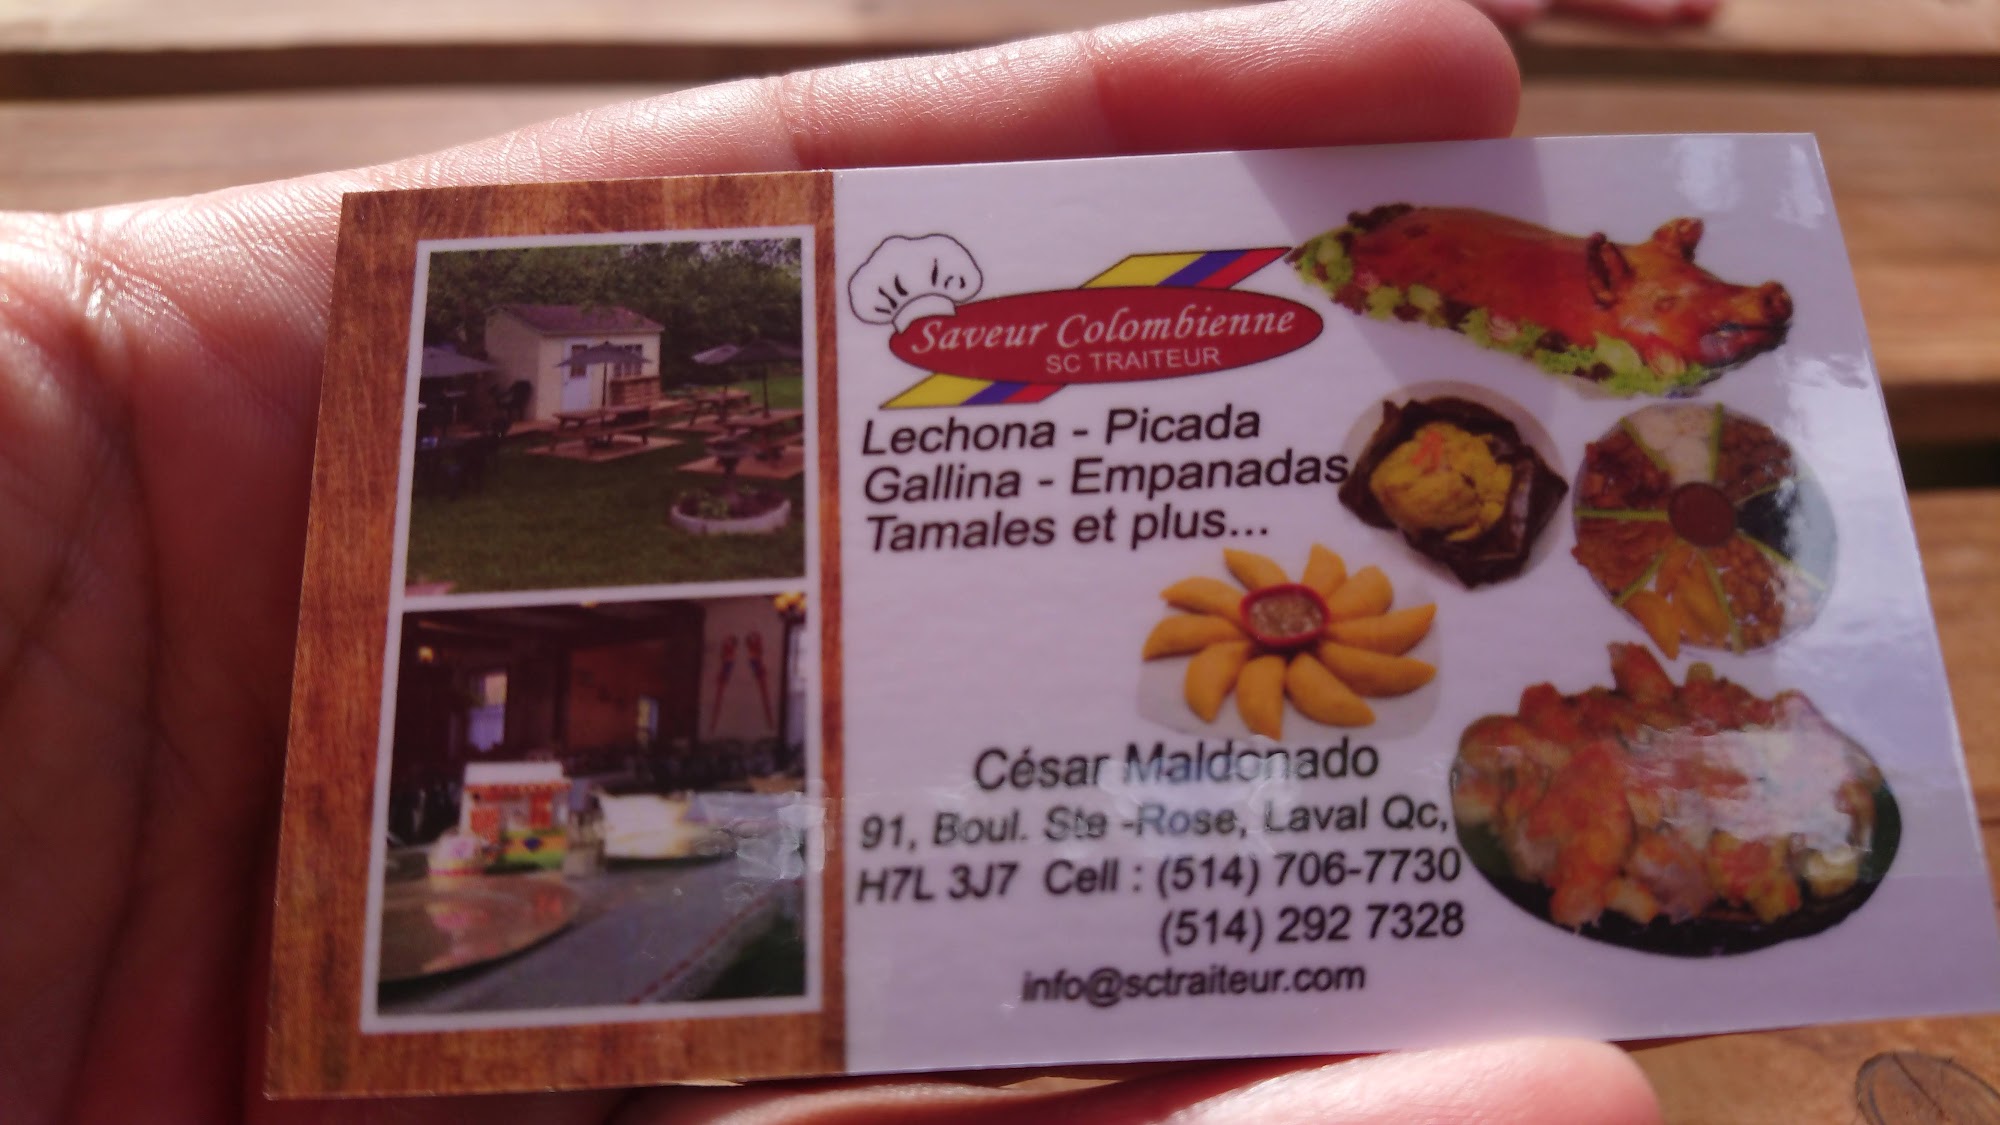 Saveur Colombienne
SC TRAITEUR
Lechona - Picada
Gallina - Empanadas
Tamales et plus...
César Maldonado
91, Boul. Ste -Rose, Laval Qc,
H7L 3J7 Cell : (514) 706-7730
(514) 292 7328
info@sctraiteur.com